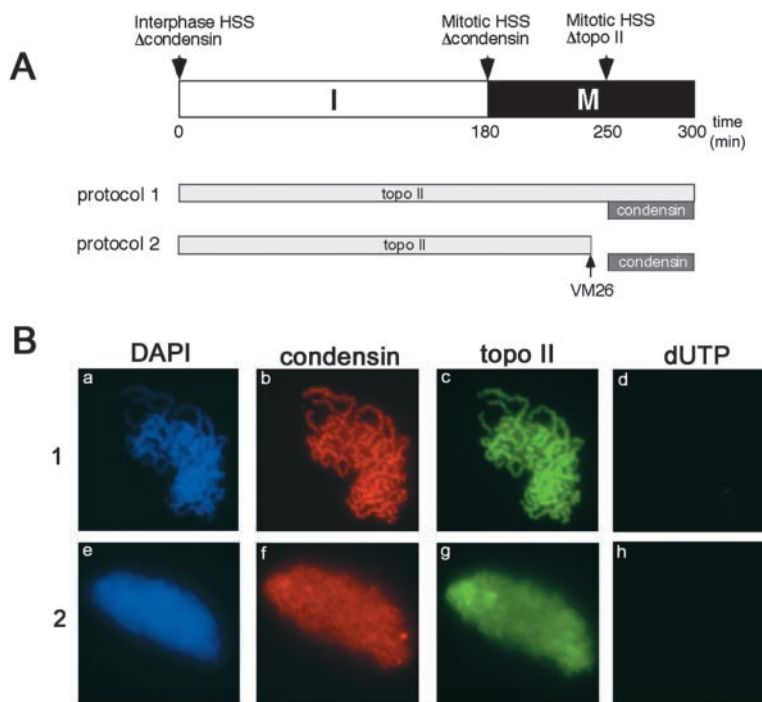 Interphase HSS
Δcondensin
Mitotic HSS
Δcondensin
Mitotic HSS
Δtopo II
A
I
M
0
180
250
300
time
(min)
protocol 1
topo II
condensin
protocol 2
topo II
condensin
VM26
B
DAPI
condensin
topo II
dUTP
1
a
b
c
d
2
e
f
g
h